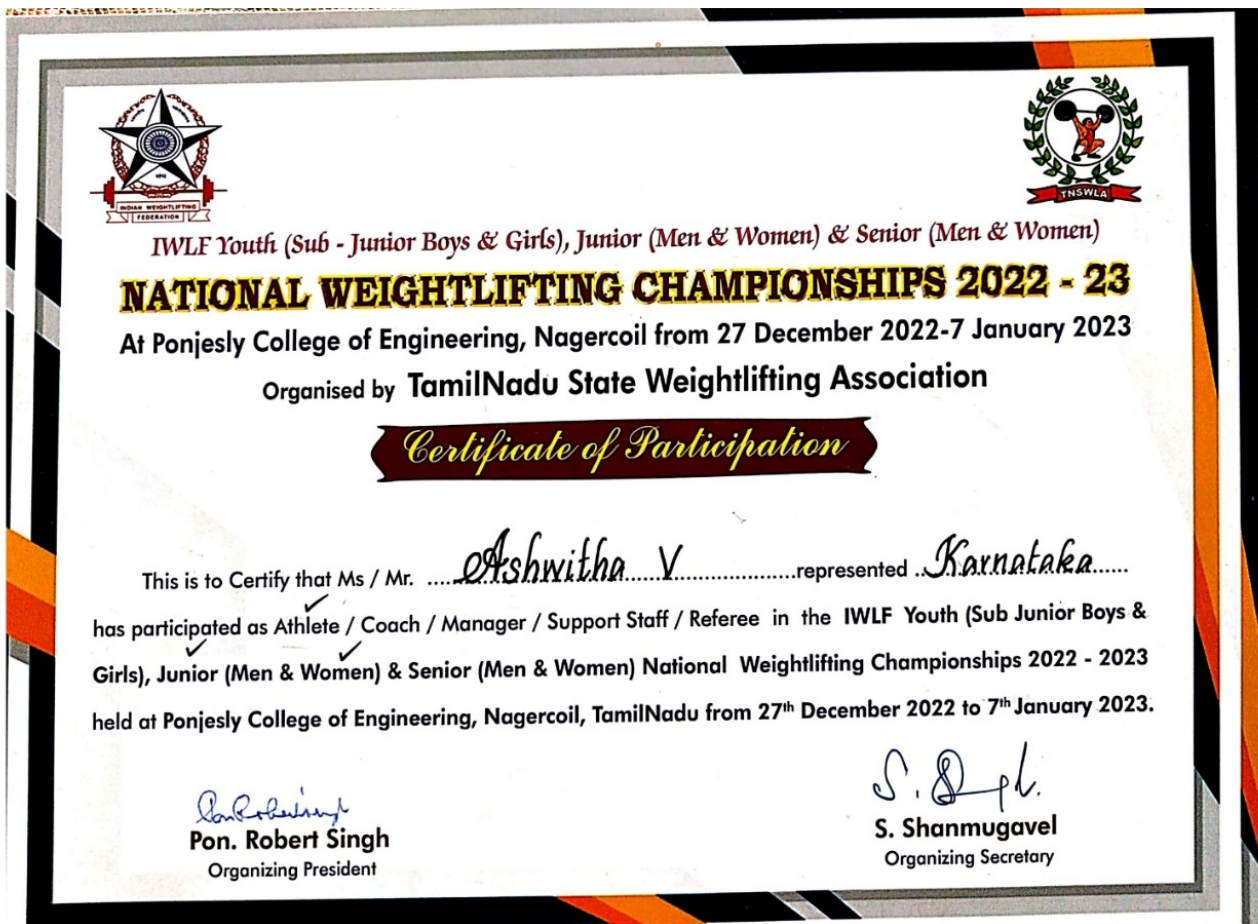 INDIAN WEIGHTLIFTING
FEDERATION
TNSWLA
IWLF Youth (Sub - Junior Boys & Girls), Junior (Men & Women) & Senior (Men & Women)
NATIONAL WEIGHTLIFTING CHAMPIONSHIPS 2022 - 23
At Ponjesly College of Engineering, Nagercoil from 27 December 2022-7 January 2023
Organised by TamilNadu State Weightlifting Association
Certificate of Participation
This is to Certify that Ms / Mr. Ashwitha V represented Karnataka
has participated as Athlete / Coach / Manager / Support Staff / Referee in the IWLF Youth (Sub Junior Boys &
Girls), Junior (Men & Women) & Senior (Men & Women) National Weightlifting Championships 2022 - 2023
held at Ponjesly College of Engineering, Nagercoil, TamilNadu from 27th December 2022 to 7th January 2023.
Pon. Robert Singh
Organizing President
S. Shanmugavel
Organizing Secretary